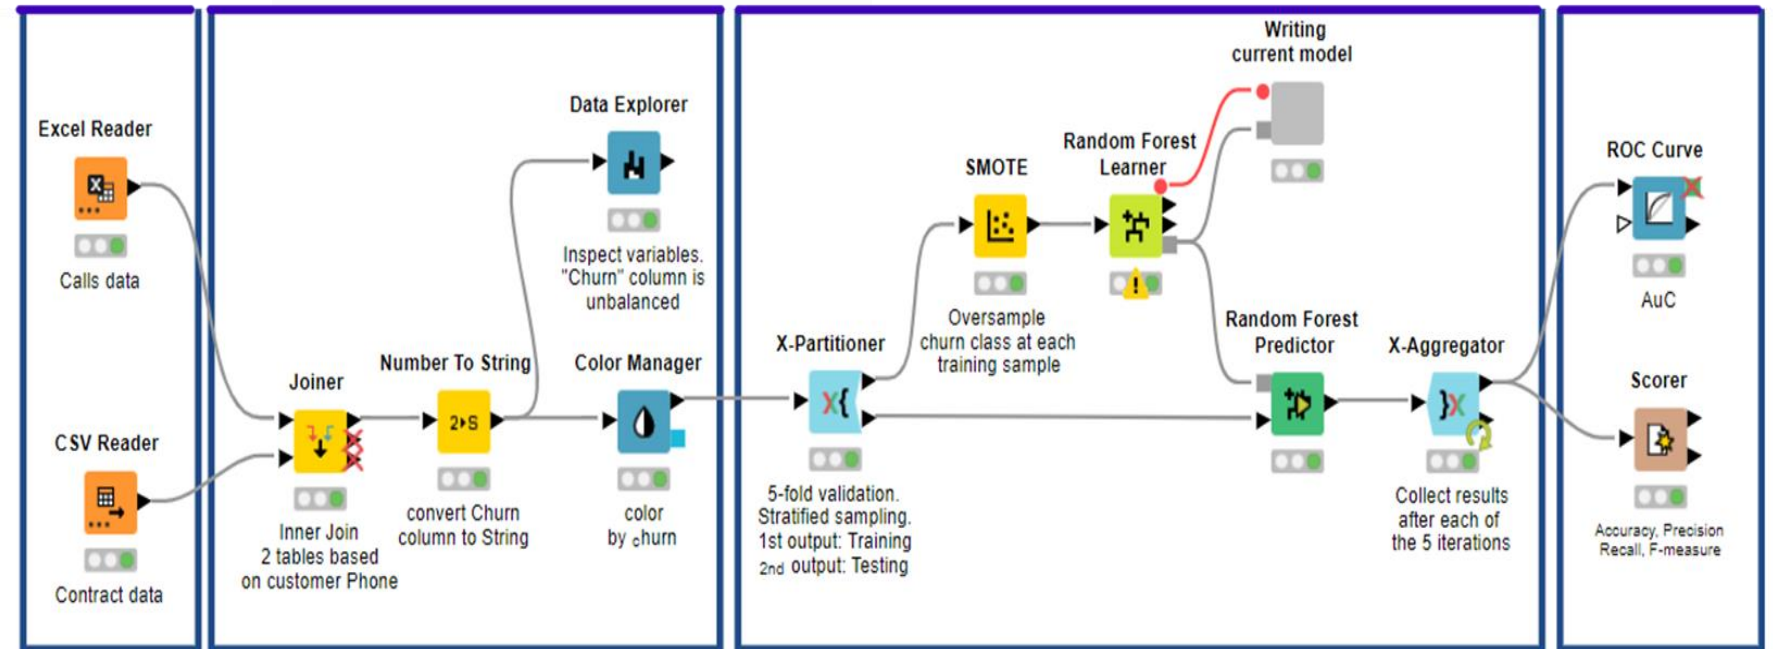 Excel Reader
Calls data
CSV Reader
Contract data
Joiner
Inner Join
2 tables based
on customer Phone
Number To String
2▸S
convert Churn
column to String
Data Explorer
Inspect variables.
"Churn" column is
unbalanced
Color Manager
color
by churn
X-Partitioner
X{
5-fold validation.
Stratified sampling.
1st output: Training
2nd output: Testing
SMOTE
Oversample
churn class at each
training sample
Random Forest
Learner
Writing
current model
Random Forest
Predictor
X-Aggregator
}X
Collect results
after each of
the 5 iterations
ROC Curve
AuC
Scorer
Accuracy, Precision
Recall, F-measure